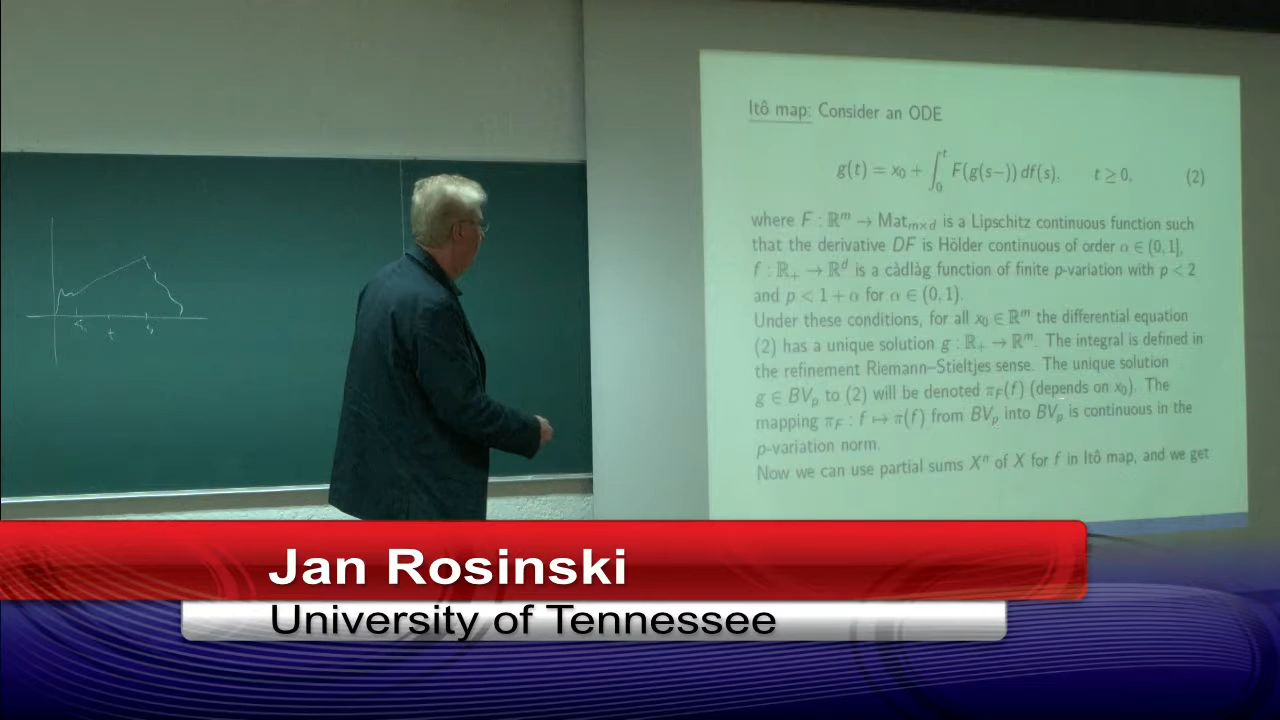 Itô map: Consider an ODE
g(t) = x₀ + ∫₀ᵗ F(g(s−)) df(s), t ≥ 0, (2)
where F : ℝᵐ → Matₘₓd is a Lipschitz continuous function such
that the derivative DF is Hölder continuous of order α ∈ (0, 1],
f : ℝ₊ → ℝᵈ is a càdlàg function of finite p-variation with p < 2
and p < 1 + α for α ∈ (0, 1).
Under these conditions, for all x₀ ∈ ℝᵐ the differential equation
(2) has a unique solution g : ℝ₊ → ℝᵐ. The integral is defined in
the refinement Riemann–Stieltjes sense. The unique solution
g ∈ BVₚ to (2) will be denoted π_F(f) (depends on x₀). The
mapping π_F : f ↦ π(f) from BVₚ into BVₚ is continuous in the
p-variation norm.
Now we can use partial sums Xⁿ of X for f in Itô map, and we get
t
Jan Rosinski
University of Tennessee